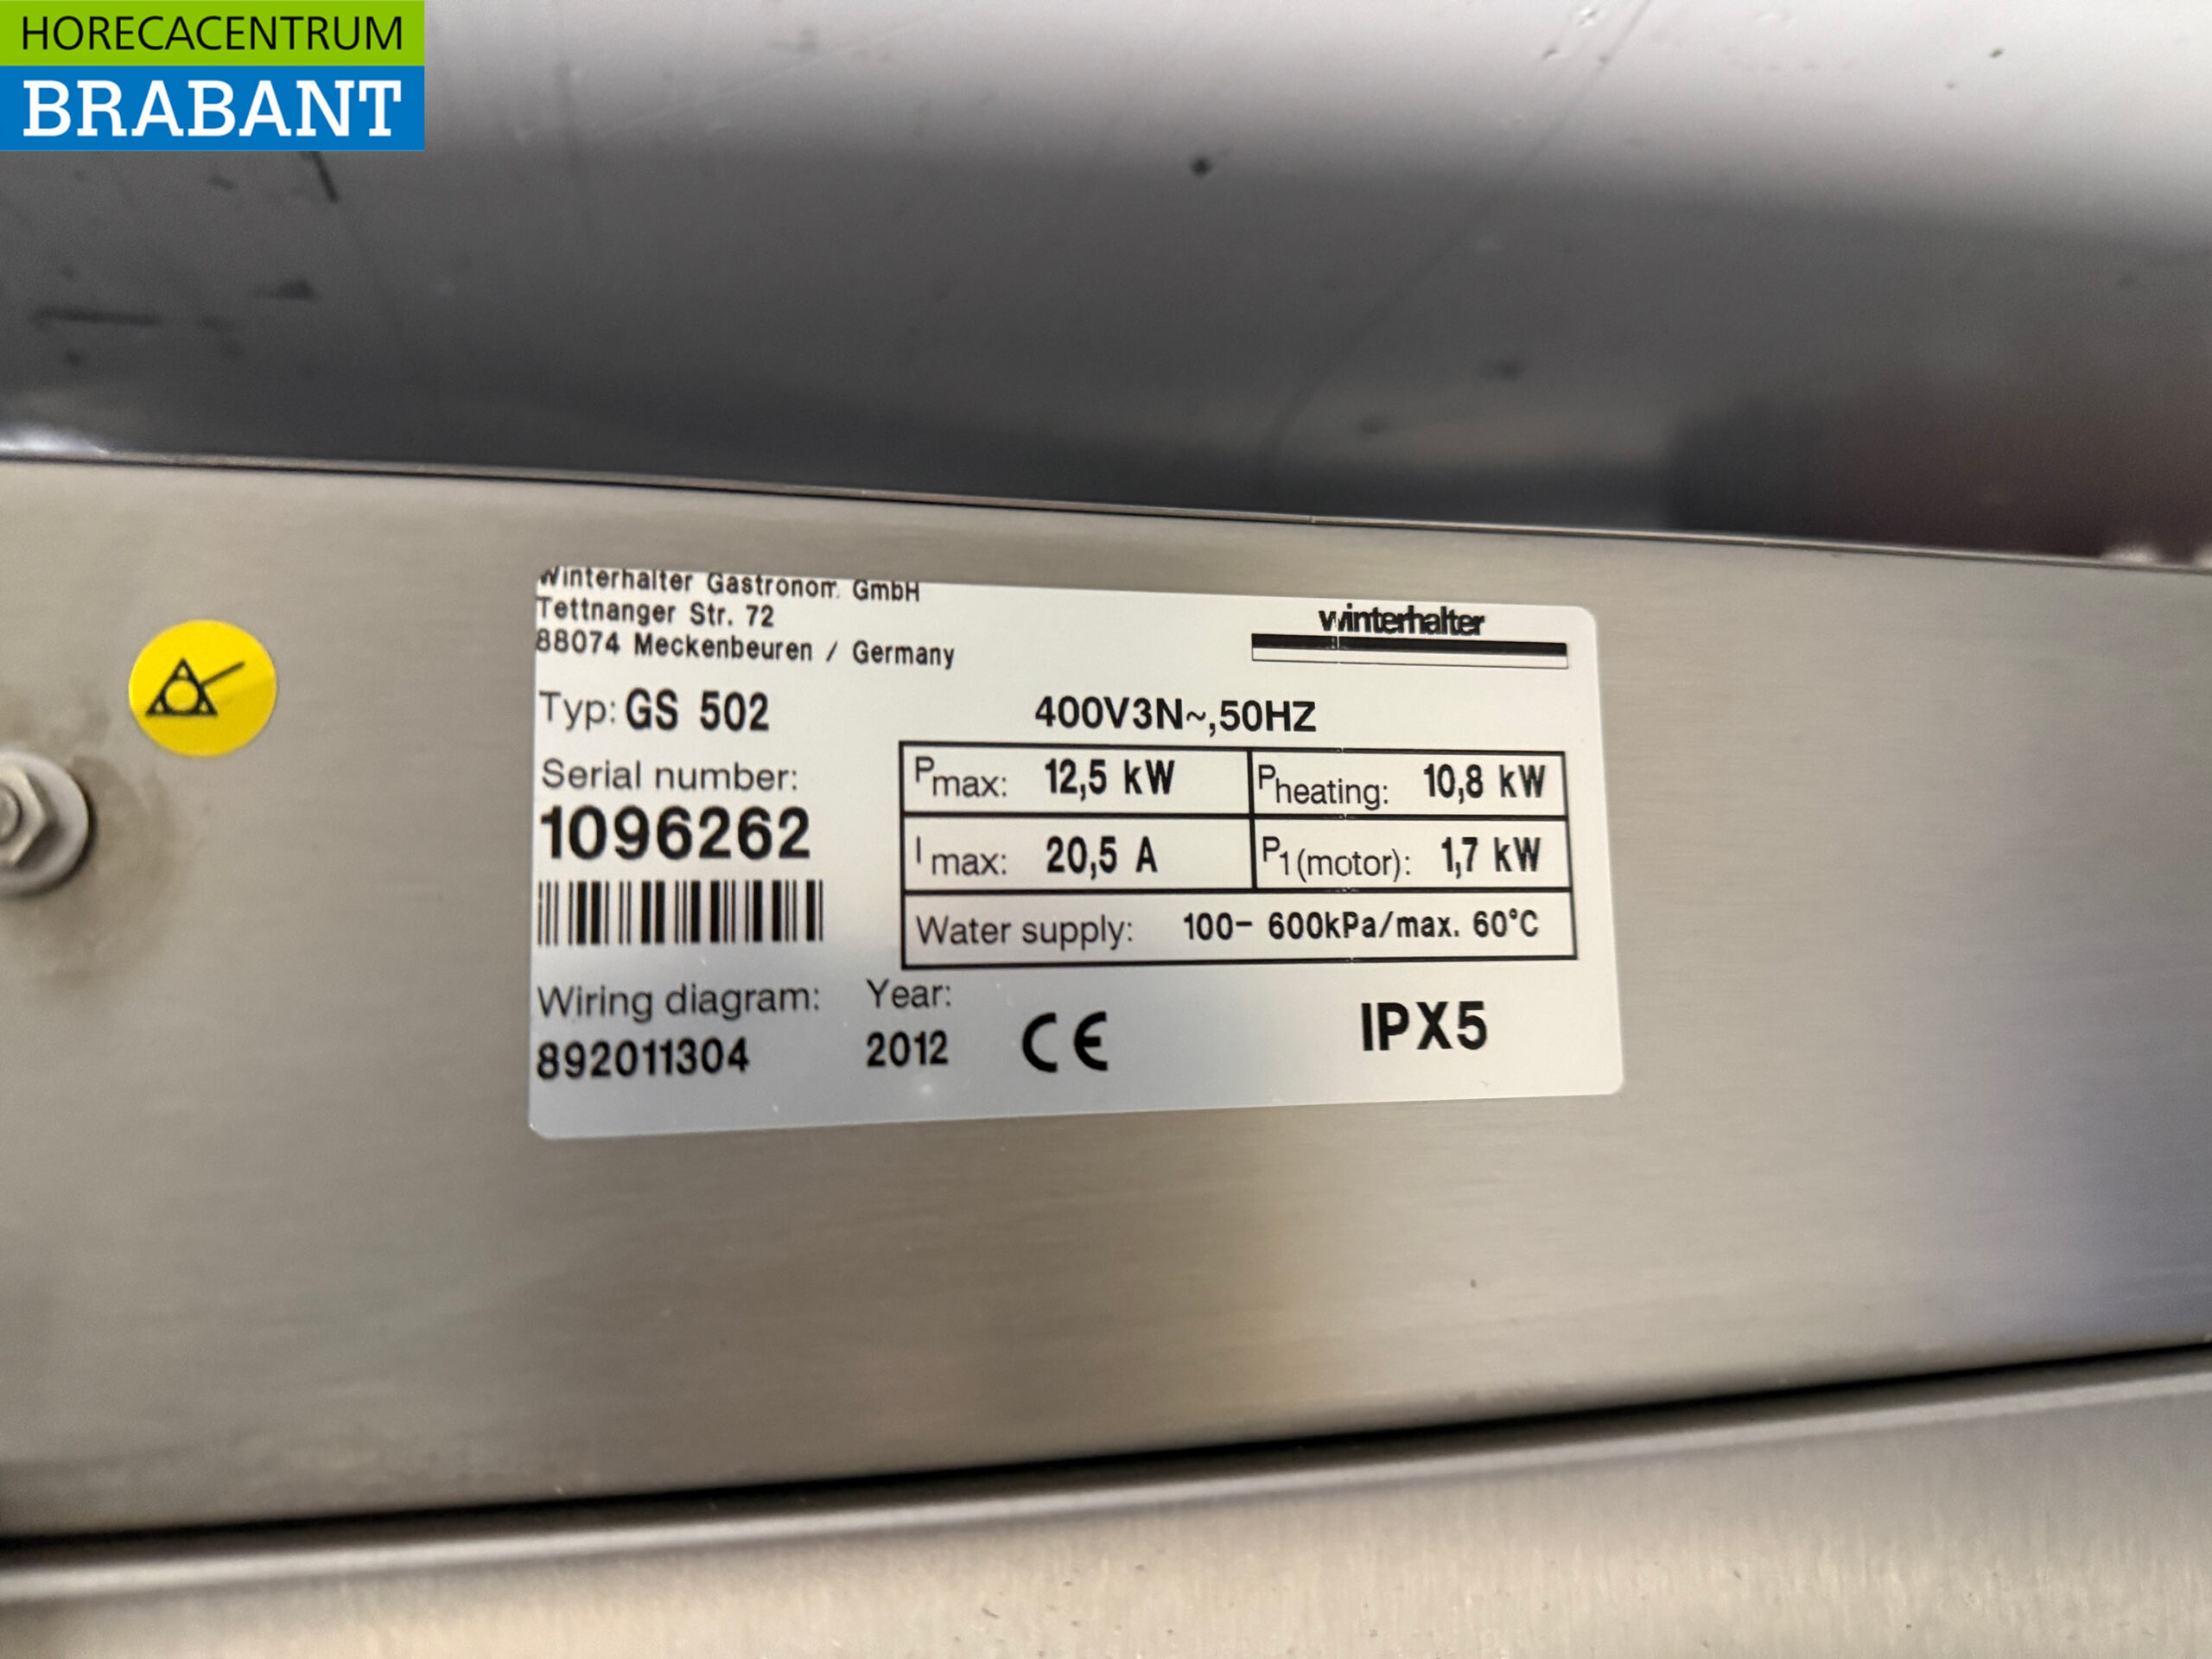 HORECACENTRUM
BRABANT
Winterhalter Gastronom GmbH
Tettnanger Str. 72
88074 Meckenbeuren / Germany
winterhalter
Typ: GS 502
400V3N~,50HZ
Serial number:
1096262
Pmax: 12,5 kW
Pheating: 10,8 kW
I max: 20,5 A
P1(motor): 1,7 kW
Water supply: 100- 600kPa/max. 60°C
Wiring diagram:
892011304
Year:
2012
CE
IPX5